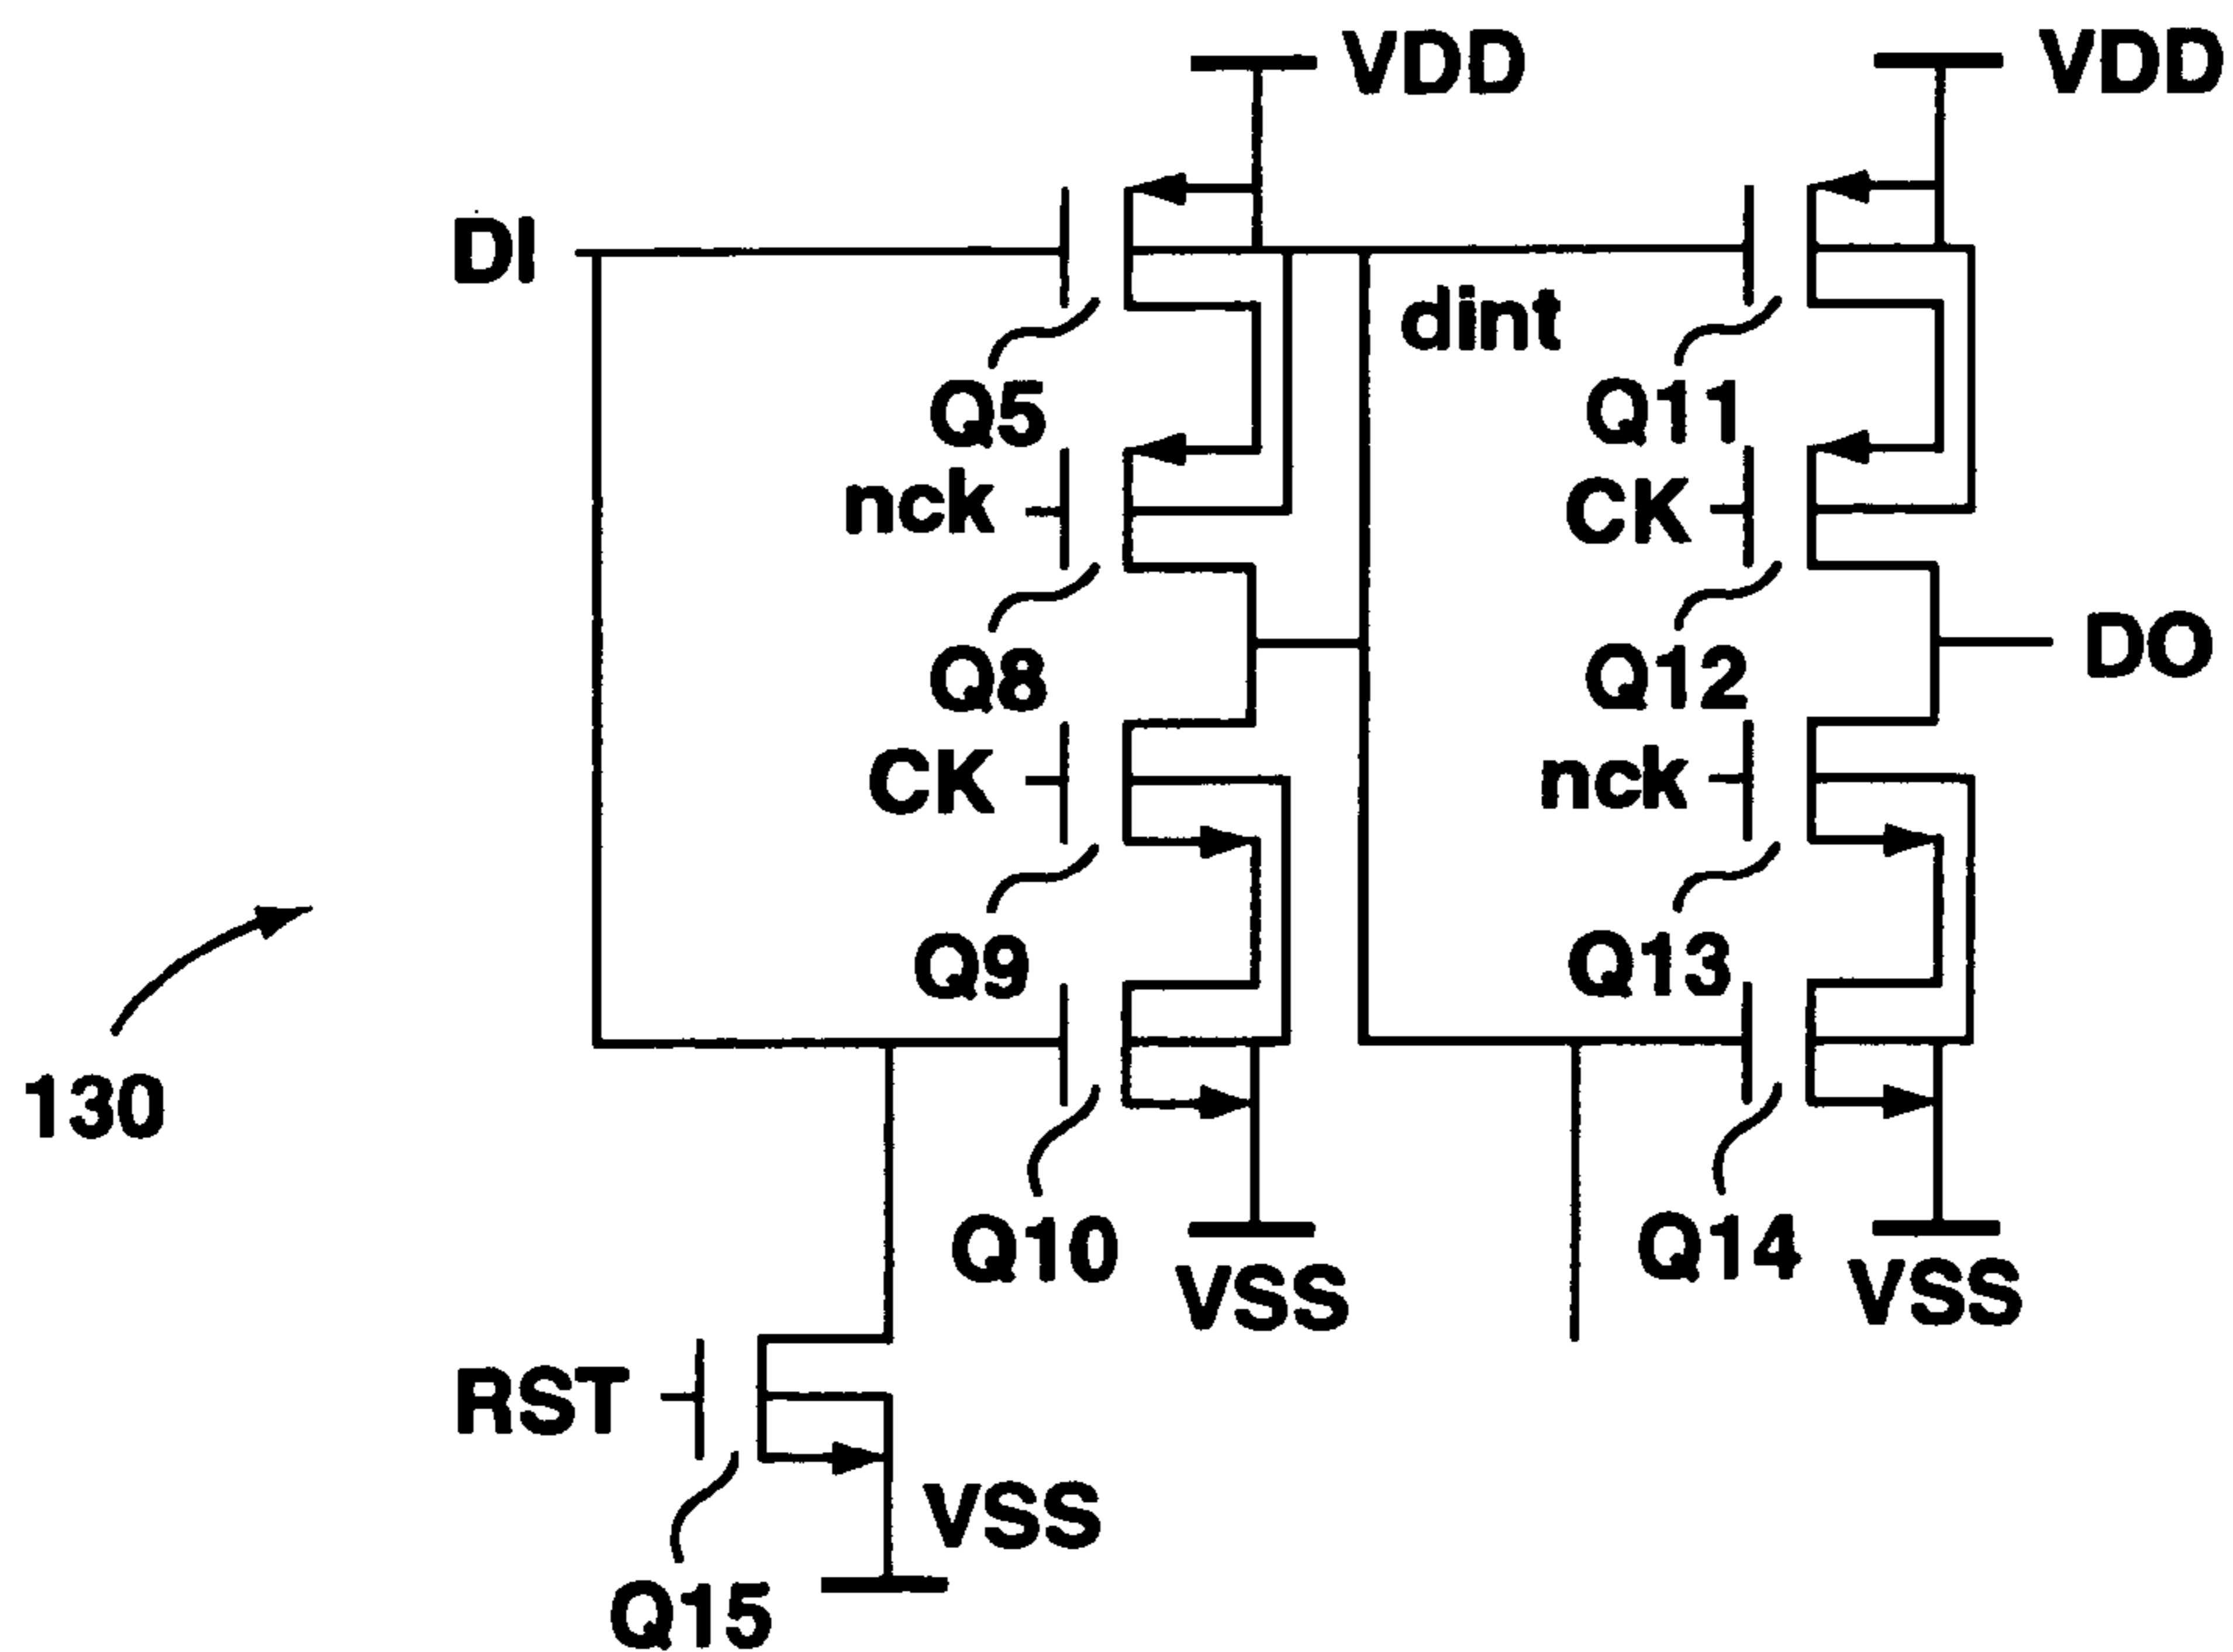 VDD
VDD
DI
dint
Q5
Q11
nck
CK
Q8
Q12
DO
CK
nck
Q9
Q13
130
Q10
Q14
VSS
VSS
RST
VSS
Q15